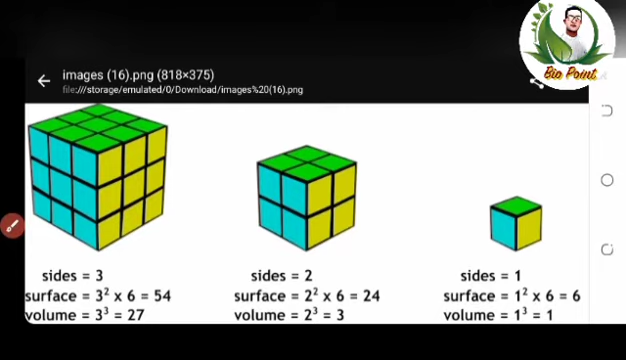 Bio Point
images (16).png (818×375)
file:///storage/emulated/0/Download/images%20(16).png
sides = 3
surface = 3² x 6 = 54
volume = 3³ = 27
sides = 2
surface = 2² x 6 = 24
volume = 2³ = 3
sides = 1
surface = 1² x 6 = 6
volume = 1³ = 1